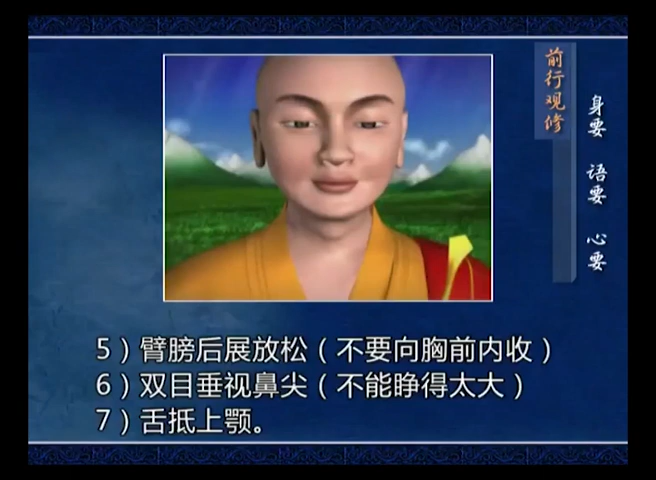 前行观修
身要 语要 心要
5）臂膀后展放松（不要向胸前内收）
6）双目垂视鼻尖（不能睁得太大）
7）舌抵上颚。